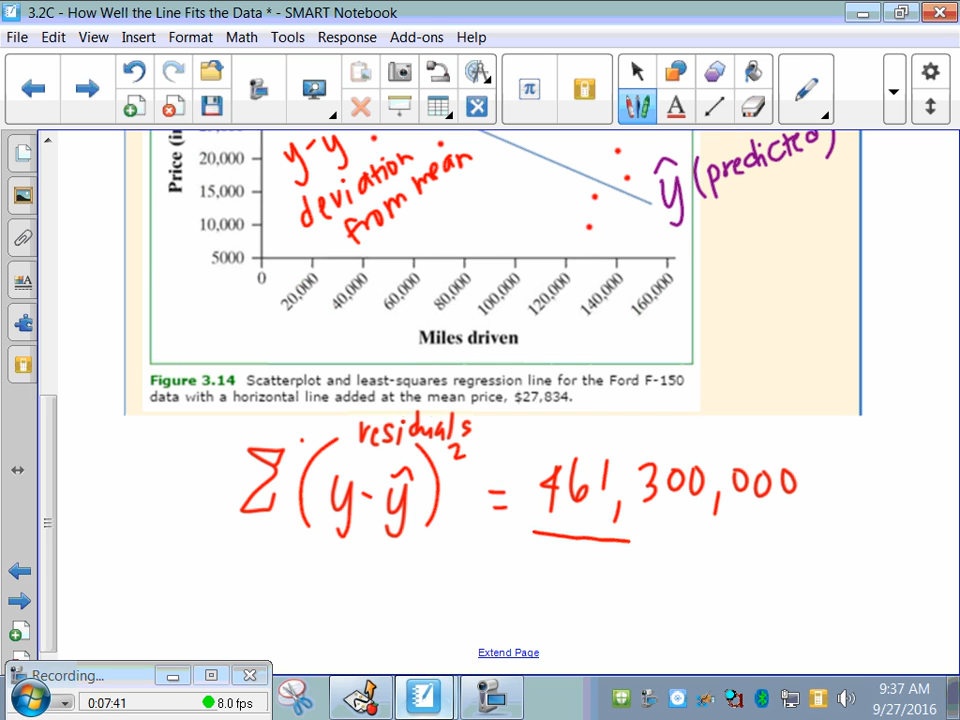 3.2C - How Well the Line Fits the Data * - SMART Notebook
File Edit View Insert Format Math Tools Response Add-ons Help
π
A
Price (in
20,000
15,000
10,000
5000
y-y
deviation
from mean
ŷ (predicted)
0 20,000 40,000 60,000 80,000 100,000 120,000 140,000 160,000
Miles driven
Figure 3.14 Scatterplot and least-squares regression line for the Ford F-150
data with a horizontal line added at the mean price, $27,834.
residuals
Σ(y-ŷ)² = 461,300,000
Extend Page
Recording...
0:07:41 8.0 fps
9:37 AM
9/27/2016